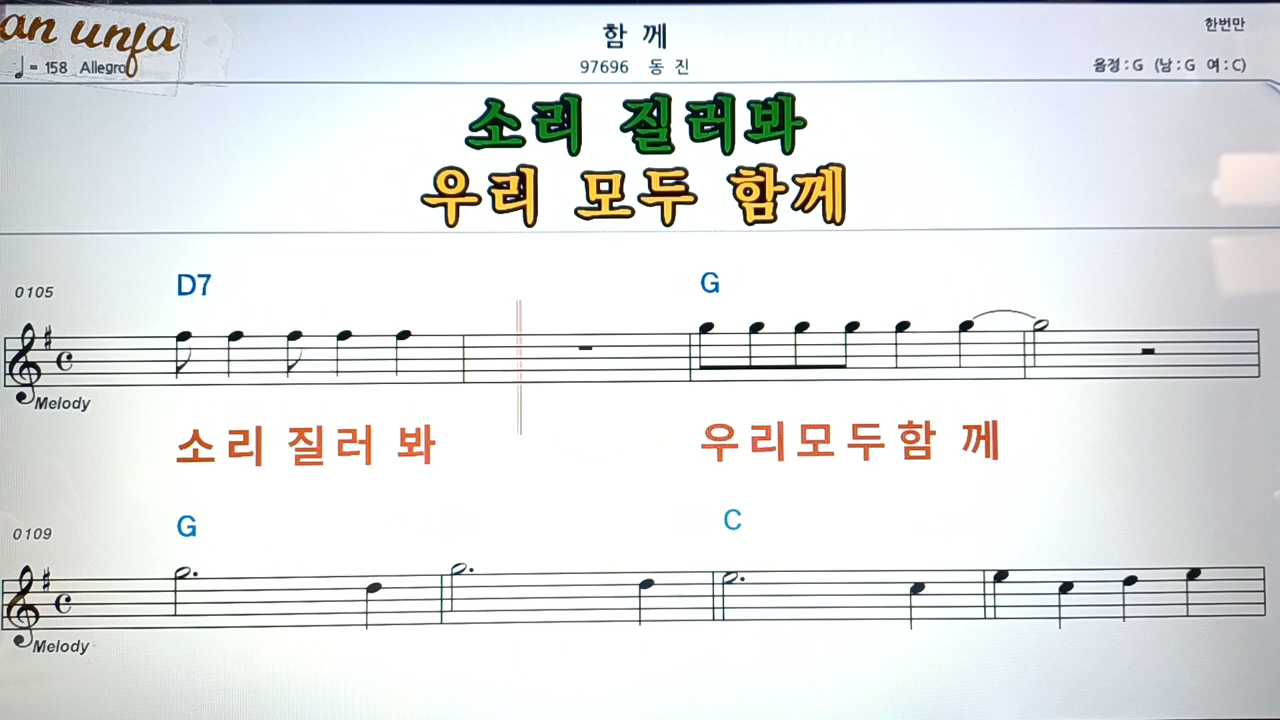 an unfa
함 께
한번만
♩ = 158 Allegro
97696 동 진
음정 : G (남 : G 여 : C)
소리 질러봐
우리 모두 함께
0105
D7 G
Melody
소 리 질 러 봐 우 리 모 두 함 께
0109
G C
Melody